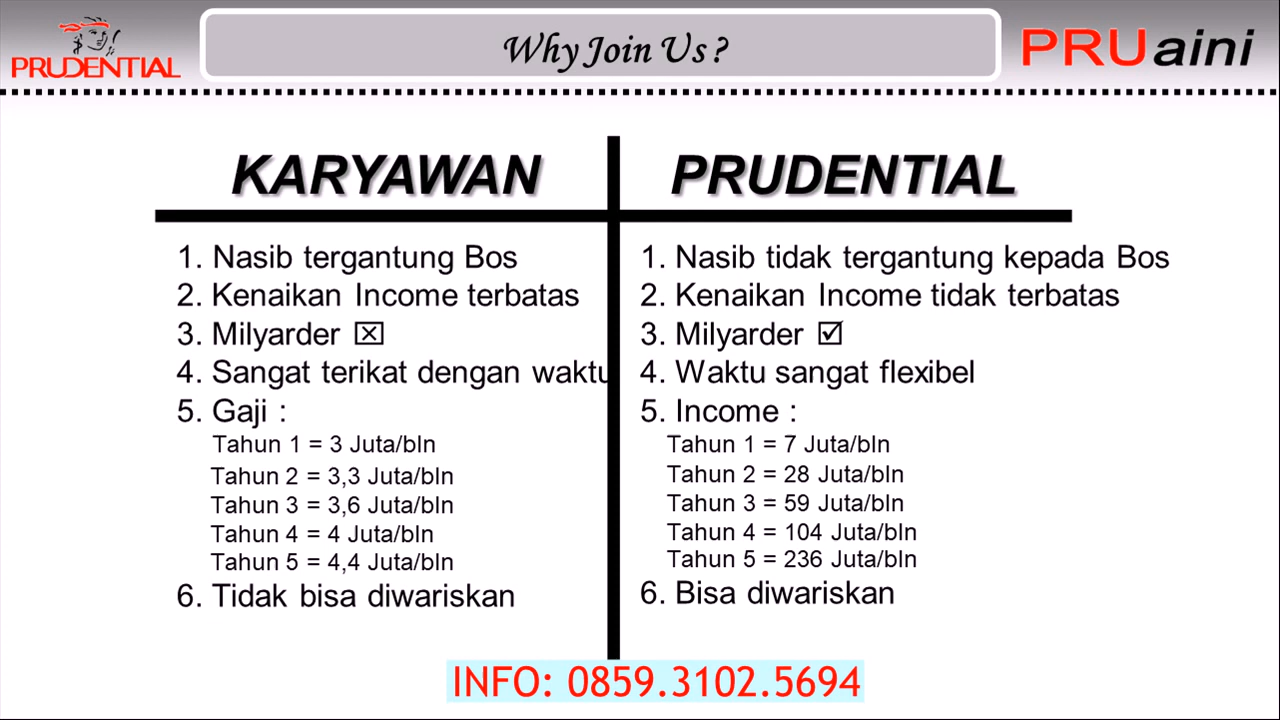 PRUDENTIAL
Why Join Us?
PRUaini
KARYAWAN
1. Nasib tergantung Bos
2. Kenaikan Income terbatas
3. Milyarder ☒
4. Sangat terikat dengan waktu
5. Gaji :
Tahun 1 = 3 Juta/bln
Tahun 2 = 3,3 Juta/bln
Tahun 3 = 3,6 Juta/bln
Tahun 4 = 4 Juta/bln
Tahun 5 = 4,4 Juta/bln
6. Tidak bisa diwariskan
PRUDENTIAL
1. Nasib tidak tergantung kepada Bos
2. Kenaikan Income tidak terbatas
3. Milyarder ☑
4. Waktu sangat flexibel
5. Income :
Tahun 1 = 7 Juta/bln
Tahun 2 = 28 Juta/bln
Tahun 3 = 59 Juta/bln
Tahun 4 = 104 Juta/bln
Tahun 5 = 236 Juta/bln
6. Bisa diwariskan
INFO: 0859.3102.5694